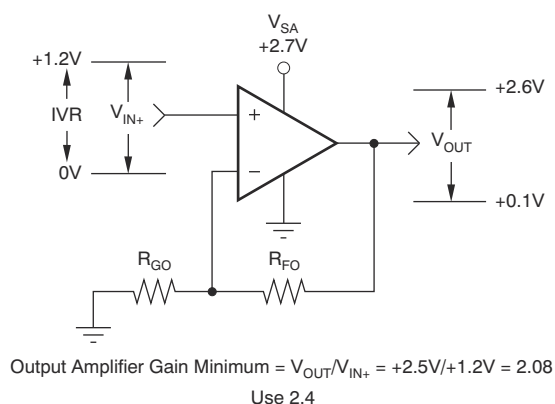 V_SA
+2.7V
+1.2V
IVR
V_IN+
0V
+
−
+2.6V
V_OUT
+0.1V
R_GO
R_FO
Output Amplifier Gain Minimum = V_OUT/V_IN+ = +2.5V/+1.2V = 2.08
Use 2.4